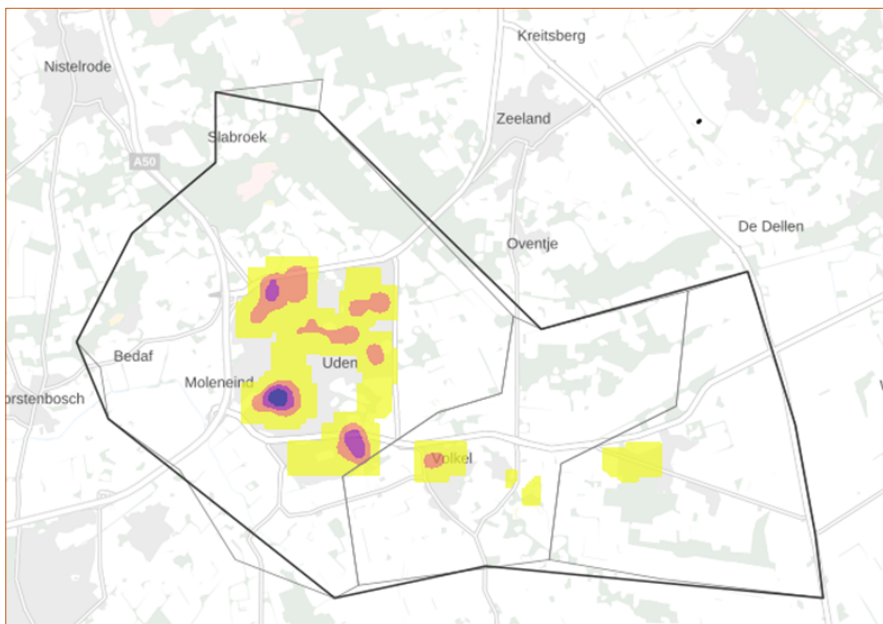 Kreitsberg
Nistelrode
Zeeland
Slabroek
A50
De Dellen
Oventje
Bedaf
Uden
Moleneind
orstenbosch
Volkel